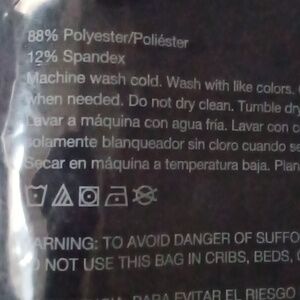 88% Polyester/Poliéster
12% Spandex
Machine wash cold. Wash with like colors.
when needed. Do not dry clean. Tumble dry
Lavar a máquina con agua fría. Lavar con
solamente blanqueador sin cloro cuando se
Secar en máquina a temperatura baja.
WARNING: TO AVOID DANGER OF
DO NOT USE THIS BAG IN CRIBS, BEDS,
PARA EVITAR EL RIESGO